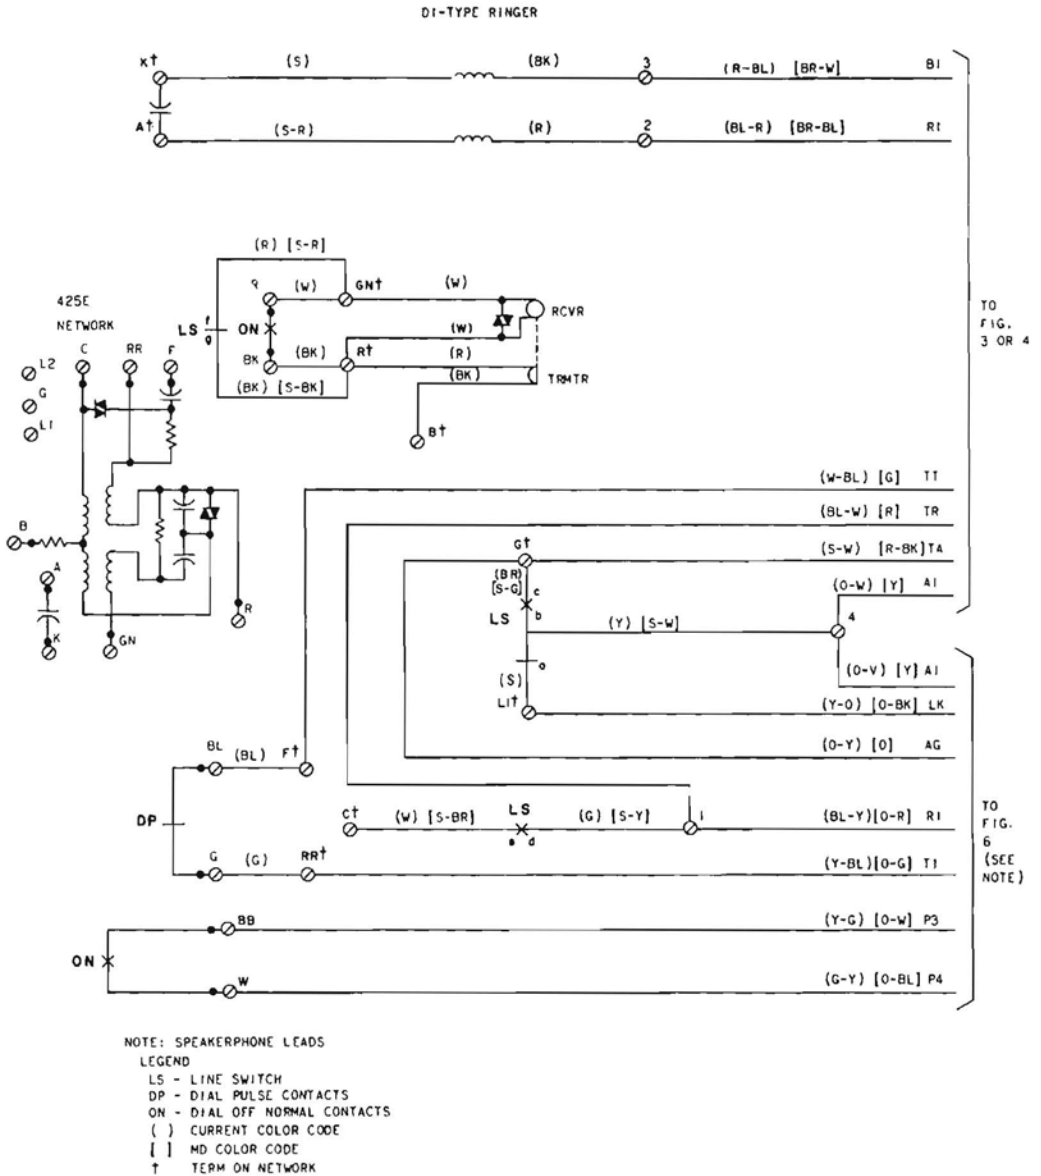 DI-TYPE RINGER
K† (S) (BK) 3 (R-BL) [BR-W] B1
A† (S-R) (R) 2 (BL-R) [BR-BL] R1
TO
FIG.
3 OR 4
(R) [S-R]
R (W) GN† (W)
RCVR
LS f
g
ON
(W)
BK (BK) R† (R)
(BK) [S-BK] (BK) TRMTR
B†
425E
NETWORK
L2 C RR F
G
L1
B
A
K
GN
R
(W-BL) [G] TT
(BL-W) [R] TR
G† (S-W) [R-BK] TA
(BR)
[S-G] c
(O-W) [Y] A1
LS b
(Y) [S-W] 4
a
(S)
(O-V) [Y] A1
L1† (Y-O) [O-BK] LK
(O-Y) [O] AG
BL (BL) F†
DP
C† (W) [S-BR] LS (G) [S-Y] 1 (BL-Y) [O-R] R1
d
G (G) RR† (Y-BL) [O-G] T1
TO
FIG.
6
(SEE
NOTE)
BB (Y-G) [O-W] P3
ON
W (G-Y) [O-BL] P4
NOTE: SPEAKERPHONE LEADS
LEGEND
LS - LINE SWITCH
DP - DIAL PULSE CONTACTS
ON - DIAL OFF NORMAL CONTACTS
( ) CURRENT COLOR CODE
[ ] MD COLOR CODE
† TERM ON NETWORK